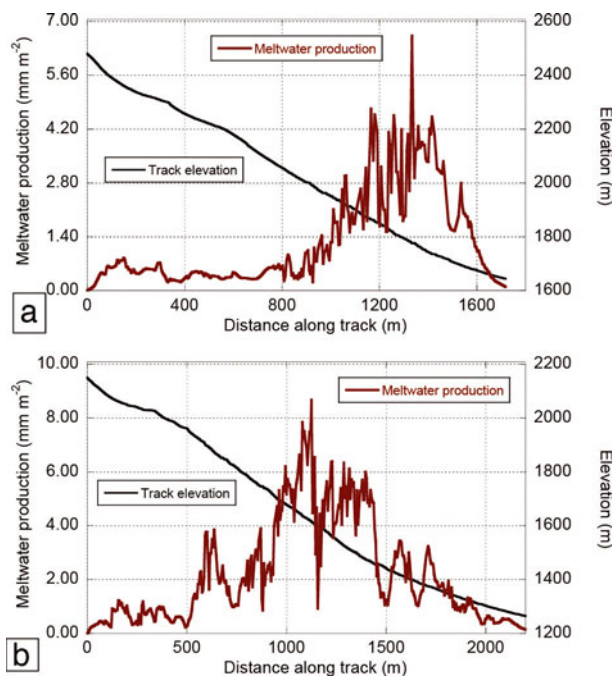 7.00
5.60
4.20
2.80
1.40
0.00
Meltwater production (mm m⁻²)
Meltwater production
Track elevation
2600
2400
2200
2000
1800
1600
Elevation (m)
0
400
800
1200
1600
Distance along track (m)
a
10.00
8.00
6.00
4.00
2.00
0.00
Meltwater production (mm m⁻²)
Meltwater production
Track elevation
2200
2000
1800
1600
1400
1200
Elevation (m)
0
500
1000
1500
2000
Distance along track (m)
b